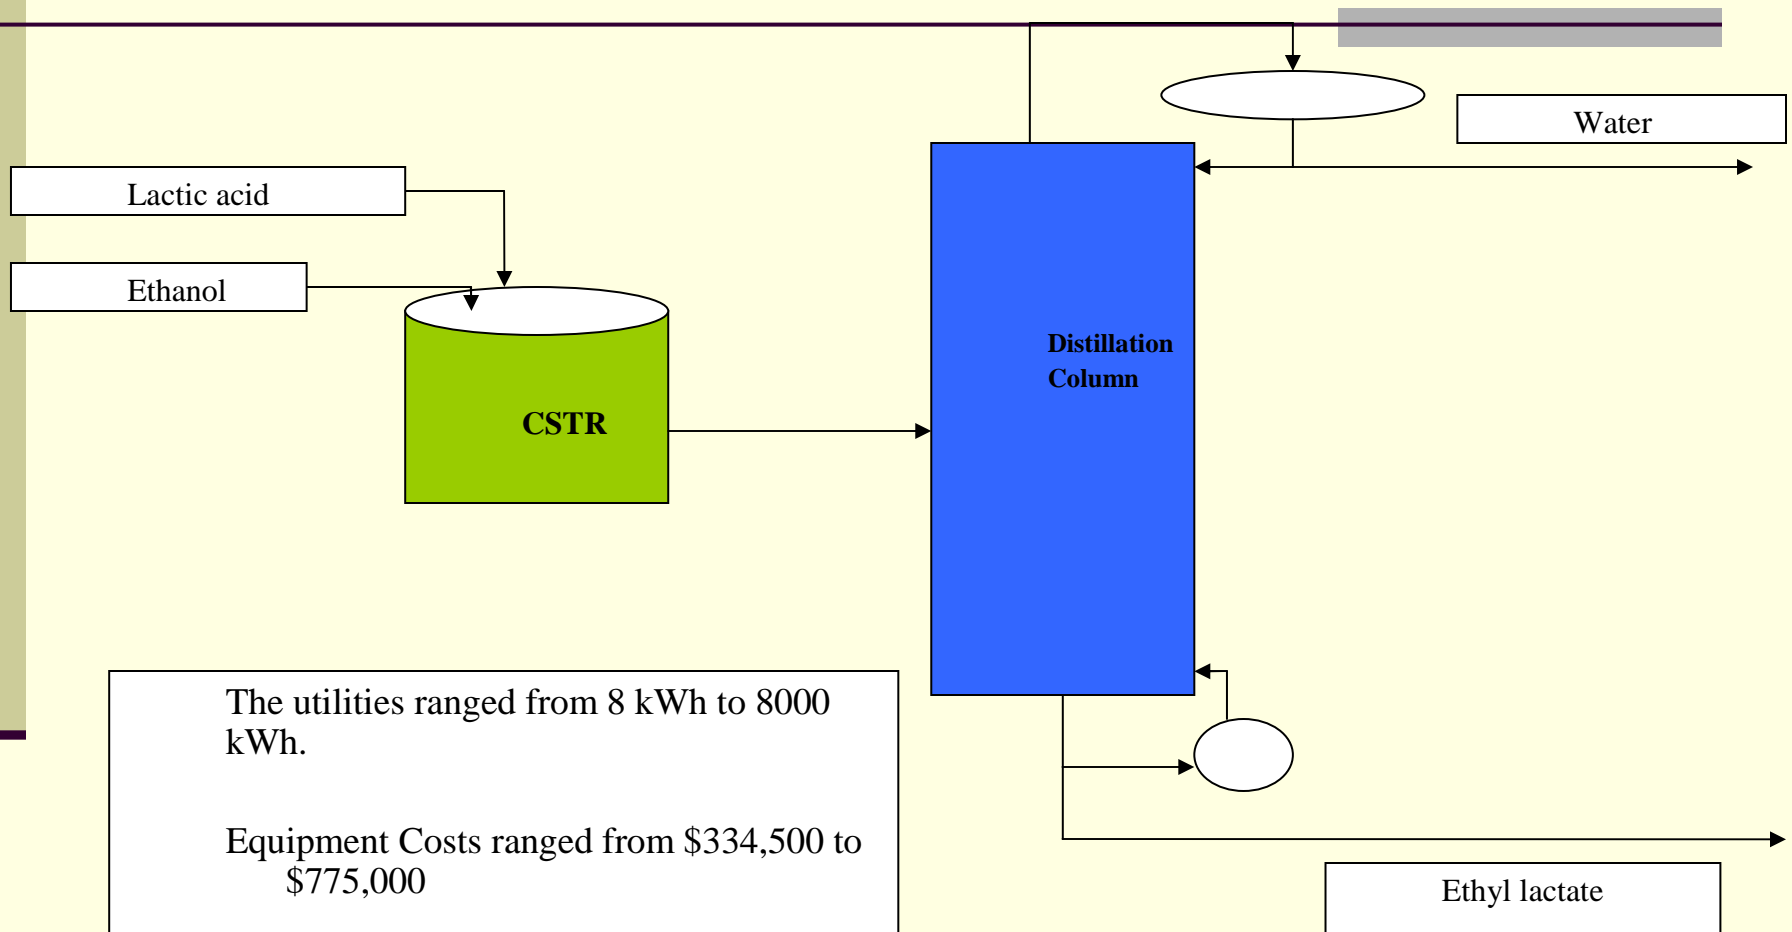 Water
Lactic acid
Ethanol
Distillation
Column
CSTR
The utilities ranged from 8 kWh to 8000
kWh.
Equipment Costs ranged from $334,500 to
$775,000
Ethyl lactate